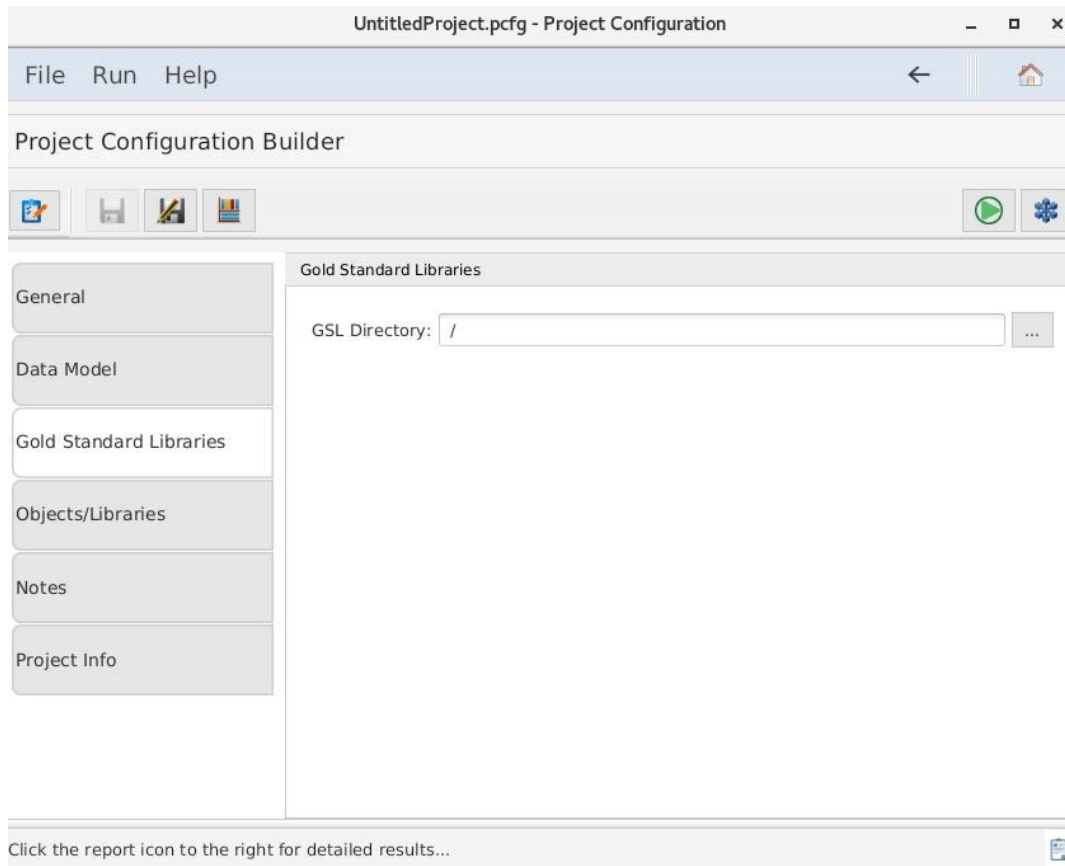 UntitledProject.pcfg - Project Configuration
File Run Help
Project Configuration Builder
General
Data Model
Gold Standard Libraries
Objects/Libraries
Notes
Project Info
Gold Standard Libraries
GSL Directory: /
...
Click the report icon to the right for detailed results...